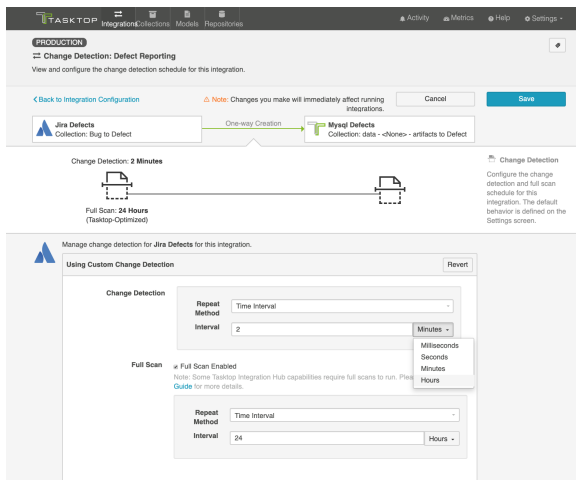 TASKTOP
Integrations
Collections
Models
Repositories
Activity
Metrics
Help
Settings
PRODUCTION
Change Detection: Defect Reporting
View and configure the change detection schedule for this integration.
Back to Integration Configuration
Note: Changes you make will immediately affect running
integrations.
Cancel
Save
Jira Defects
Collection: Bug to Defect
One-way Creation
Mysql Defects
Collection: data - <None> - artifacts to Defect
Change Detection: 2 Minutes
Full Scan: 24 Hours
(Tasktop-Optimized)
Change Detection
Configure the change
detection and full scan
schedule for this
integration. The default
behavior is defined on the
Settings screen.
Manage change detection for Jira Defects for this integration.
Using Custom Change Detection
Revert
Change Detection
Repeat
Method
Time Interval
Interval
2
Minutes
Milliseconds
Seconds
Minutes
Hours
Full Scan
Full Scan Enabled
Note: Some Tasktop Integration Hub capabilities require full scans to run.
Guide for more details.
Repeat
Method
Time Interval
Interval
24
Hours